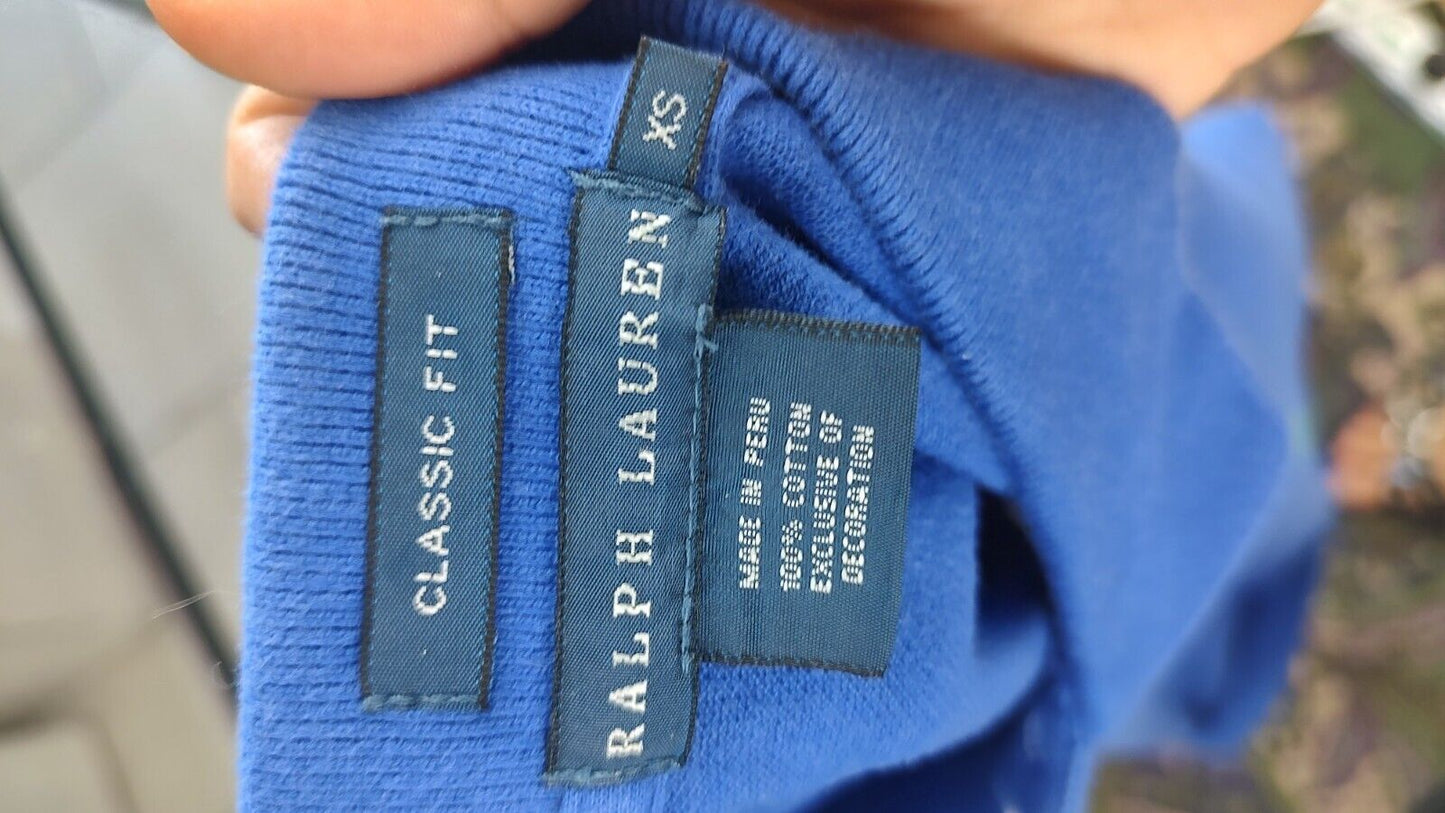 CLASSIC FIT
RALPH LAUREN
XS
MADE IN PERU
100% COTTON
EXCLUSIVE OF
DECORATION